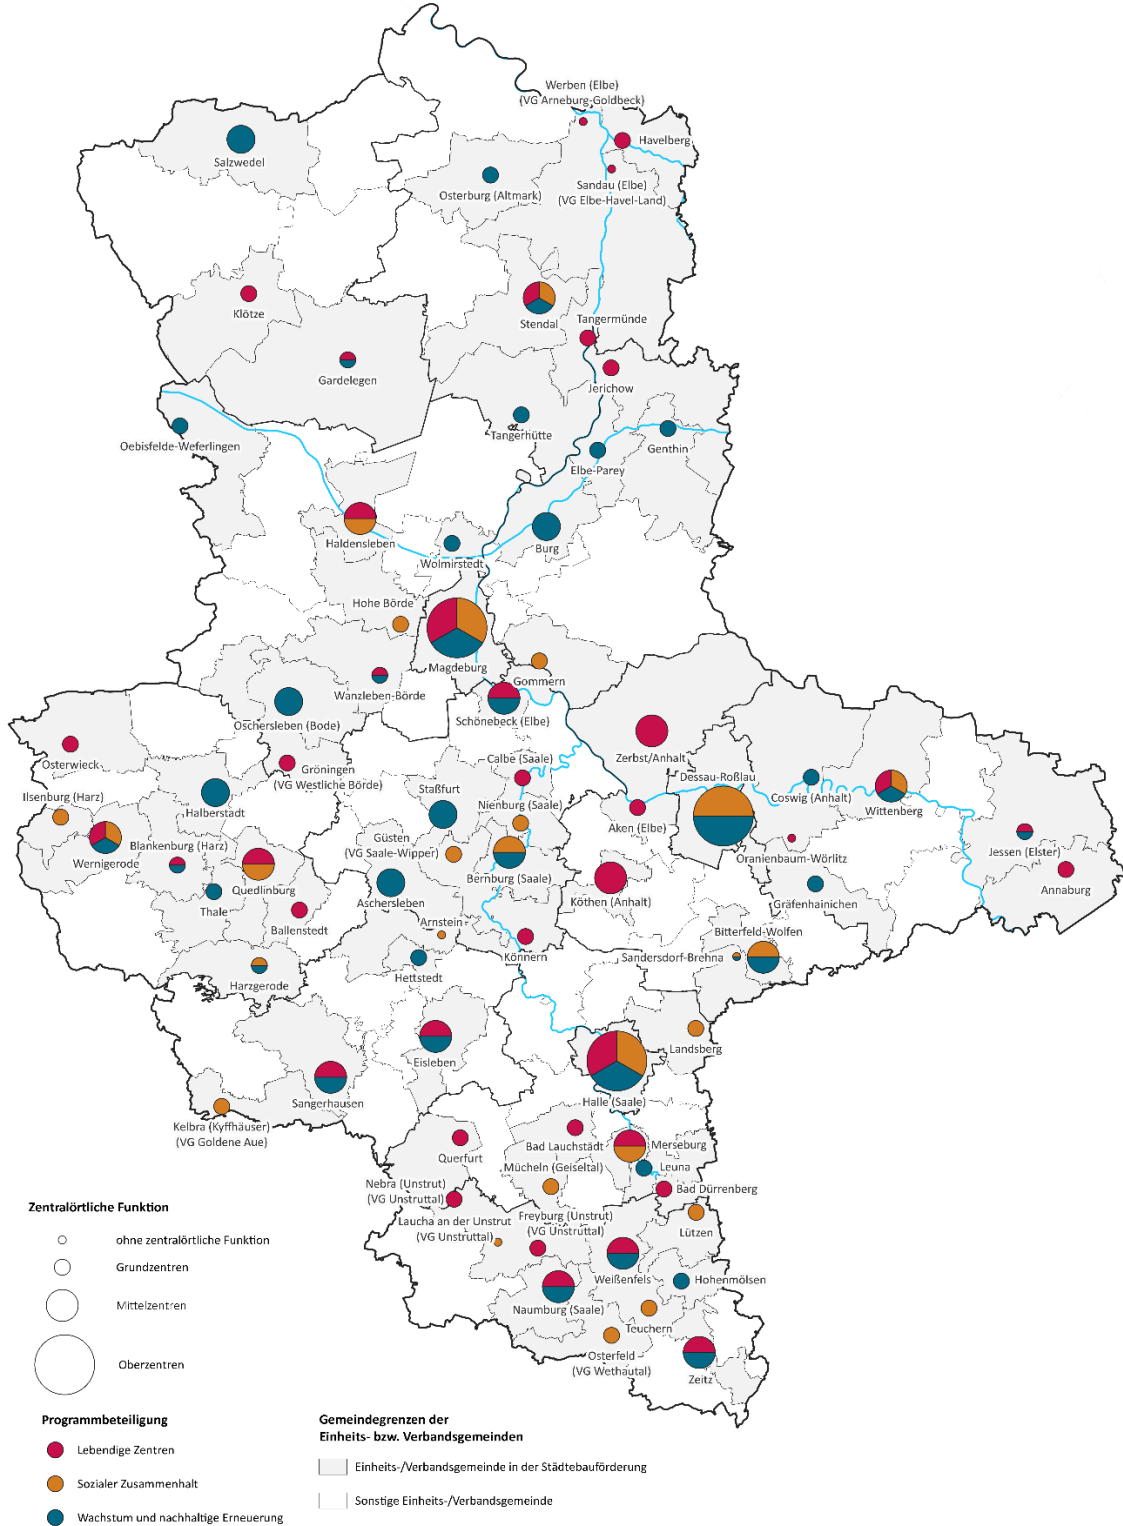 Werben (Elbe)
(VG Arneburg-Goldbeck)
Havelberg
Salzwedel
Osterburg (Altmark)
Sandau (Elbe)
(VG Elbe-Havel-Land)
Klötze
Stendal
Tangermünde
Gardelegen
Jerichow
Tangerhütte
Oebisfelde-Weferlingen
Genthin
Elbe-Parey
Haldensleben
Burg
Wolmirstedt
Hohe Börde
Magdeburg
Gommern
Wanzleben-Börde
Oschersleben (Bode)
Schönebeck (Elbe)
Zerbst/Anhalt
Osterwieck
Gröningen
(VG Westliche Börde)
Calbe (Saale)
Dessau-Roßlau
Staßfurt
Ilsenburg (Harz)
Halberstadt
Nienburg (Saale)
Coswig (Anhalt)
Wittenberg
Aken (Elbe)
Güsten
(VG Saale-Wipper)
Blankenburg (Harz)
Wernigerode
Jessen (Elster)
Oranienbaum-Wörlitz
Quedlinburg
Bernburg (Saale)
Annaburg
Aschersleben
Köthen (Anhalt)
Gräfenhainichen
Thale
Ballenstedt
Arnstein
Bitterfeld-Wolfen
Könnern
Sandersdorf-Brehna
Hettstedt
Harzgerode
Landsberg
Eisleben
Halle (Saale)
Sangerhausen
Kelbra (Kyffhäuser)
(VG Goldene Aue)
Bad Lauchstädt
Merseburg
Querfurt
Mücheln (Geiseltal)
Leuna
Nebra (Unstrut)
(VG Unstruttal)
Bad Dürrenberg
Laucha an der Unstrut
(VG Unstruttal)
Freyburg (Unstrut)
(VG Unstruttal)
Lützen
Weißenfels
Hohenmölsen
Naumburg (Saale)
Teuchern
Osterfeld
(VG Wethautal)
Zeitz
Zentralörtliche Funktion
ohne zentralörtliche Funktion
Grundzentren
Mittelzentren
Oberzentren
Programmbeteiligung
Lebendige Zentren
Sozialer Zusammenhalt
Wachstum und nachhaltige Erneuerung
Gemeindegrenzen der
Einheits- bzw. Verbandsgemeinden
Einheits-/Verbandsgemeinde in der Städtebauförderung
Sonstige Einheits-/Verbandsgemeinde